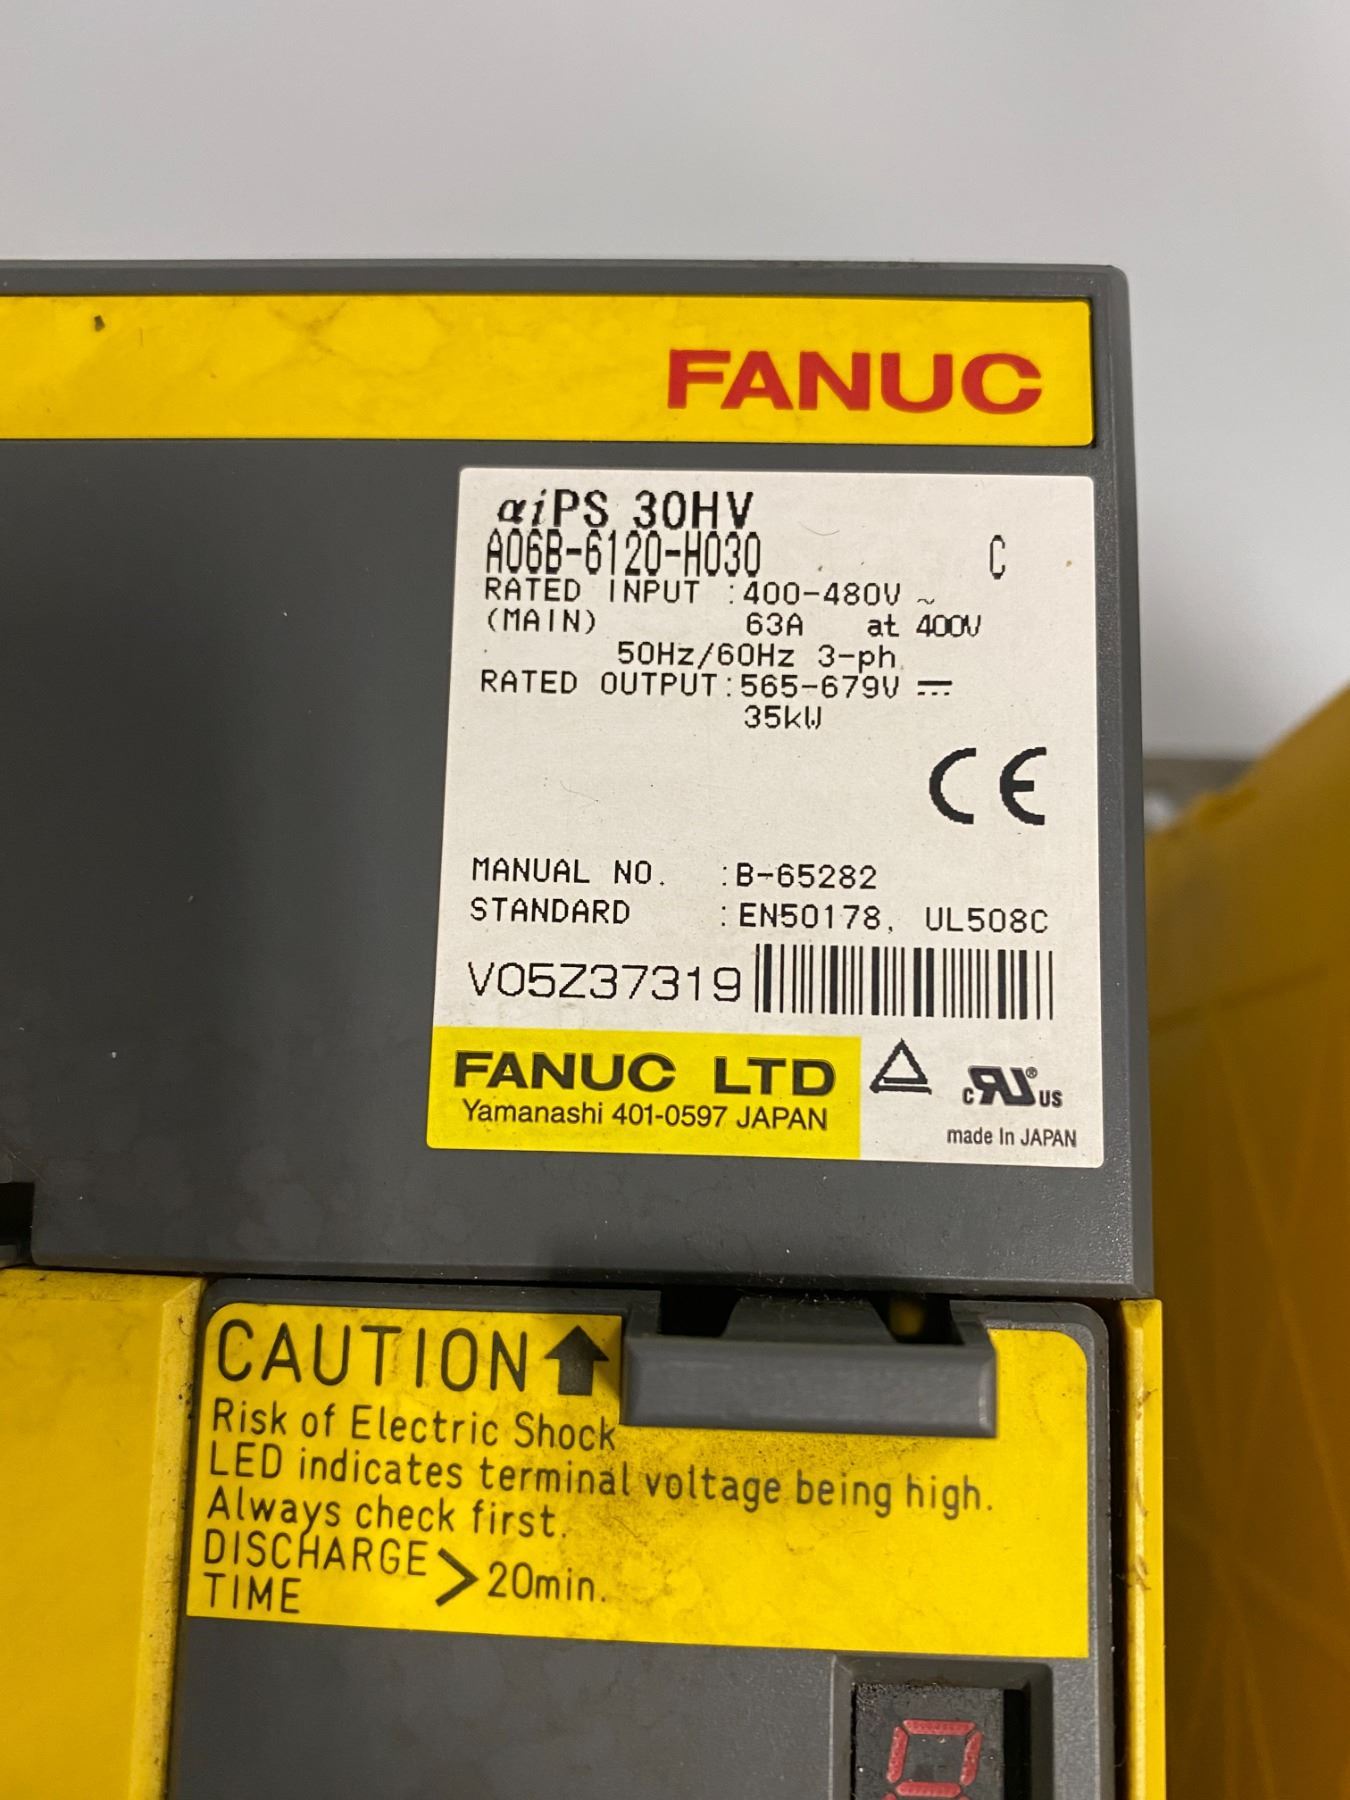 FANUC
αiPS 30HV
A06B-6120-H030 C
RATED INPUT :400-480V ~
(MAIN) 63A at 400V
50Hz/60Hz 3-ph.
RATED OUTPUT:565-679V ⎓
35kW
CE
MANUAL NO. :B-65282
STANDARD :EN50178, UL508C
V05Z37319
FANUC LTD
Yamanashi 401-0597 JAPAN
c RU ® US
made In JAPAN
CAUTION
Risk of Electric Shock
LED indicates terminal voltage being high.
Always check first.
DISCHARGE
TIME > 20min.